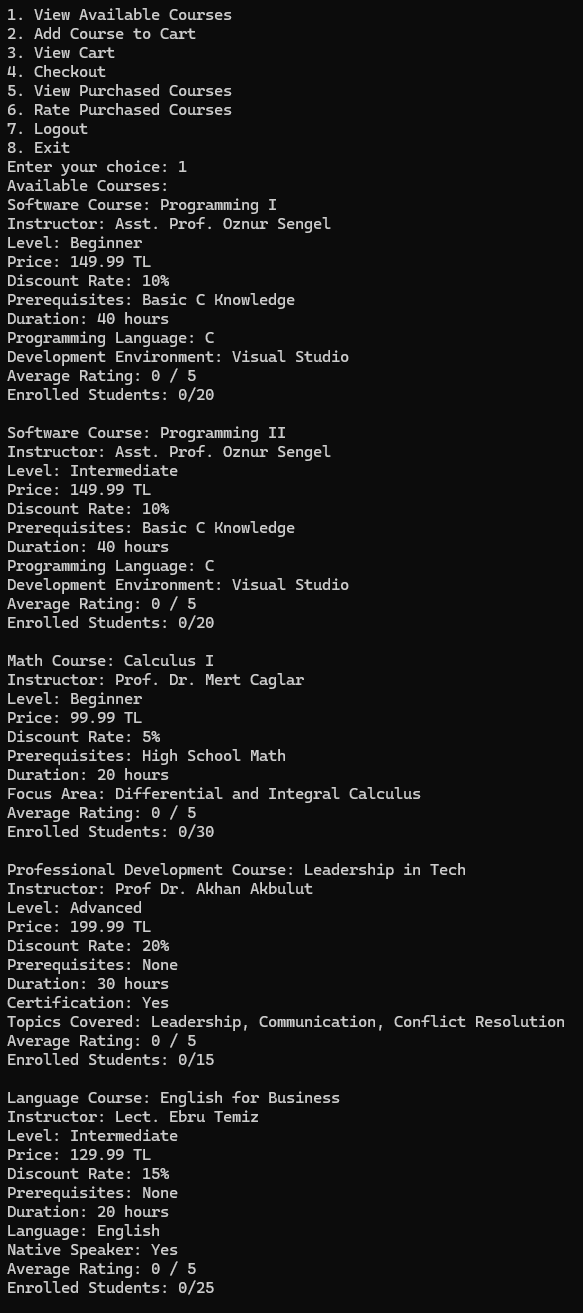 1. View Available Courses
2. Add Course to Cart
3. View Cart
4. Checkout
5. View Purchased Courses
6. Rate Purchased Courses
7. Logout
8. Exit
Enter your choice: 1
Available Courses:
Software Course: Programming I
Instructor: Asst. Prof. Oznur Sengel
Level: Beginner
Price: 149.99 TL
Discount Rate: 10%
Prerequisites: Basic C Knowledge
Duration: 40 hours
Programming Language: C
Development Environment: Visual Studio
Average Rating: 0 / 5
Enrolled Students: 0/20

Software Course: Programming II
Instructor: Asst. Prof. Oznur Sengel
Level: Intermediate
Price: 149.99 TL
Discount Rate: 10%
Prerequisites: Basic C Knowledge
Duration: 40 hours
Programming Language: C
Development Environment: Visual Studio
Average Rating: 0 / 5
Enrolled Students: 0/20

Math Course: Calculus I
Instructor: Prof. Dr. Mert Caglar
Level: Beginner
Price: 99.99 TL
Discount Rate: 5%
Prerequisites: High School Math
Duration: 20 hours
Focus Area: Differential and Integral Calculus
Average Rating: 0 / 5
Enrolled Students: 0/30

Professional Development Course: Leadership in Tech
Instructor: Prof Dr. Akhan Akbulut
Level: Advanced
Price: 199.99 TL
Discount Rate: 20%
Prerequisites: None
Duration: 30 hours
Certification: Yes
Topics Covered: Leadership, Communication, Conflict Resolution
Average Rating: 0 / 5
Enrolled Students: 0/15

Language Course: English for Business
Instructor: Lect. Ebru Temiz
Level: Intermediate
Price: 129.99 TL
Discount Rate: 15%
Prerequisites: None
Duration: 20 hours
Language: English
Native Speaker: Yes
Average Rating: 0 / 5
Enrolled Students: 0/25